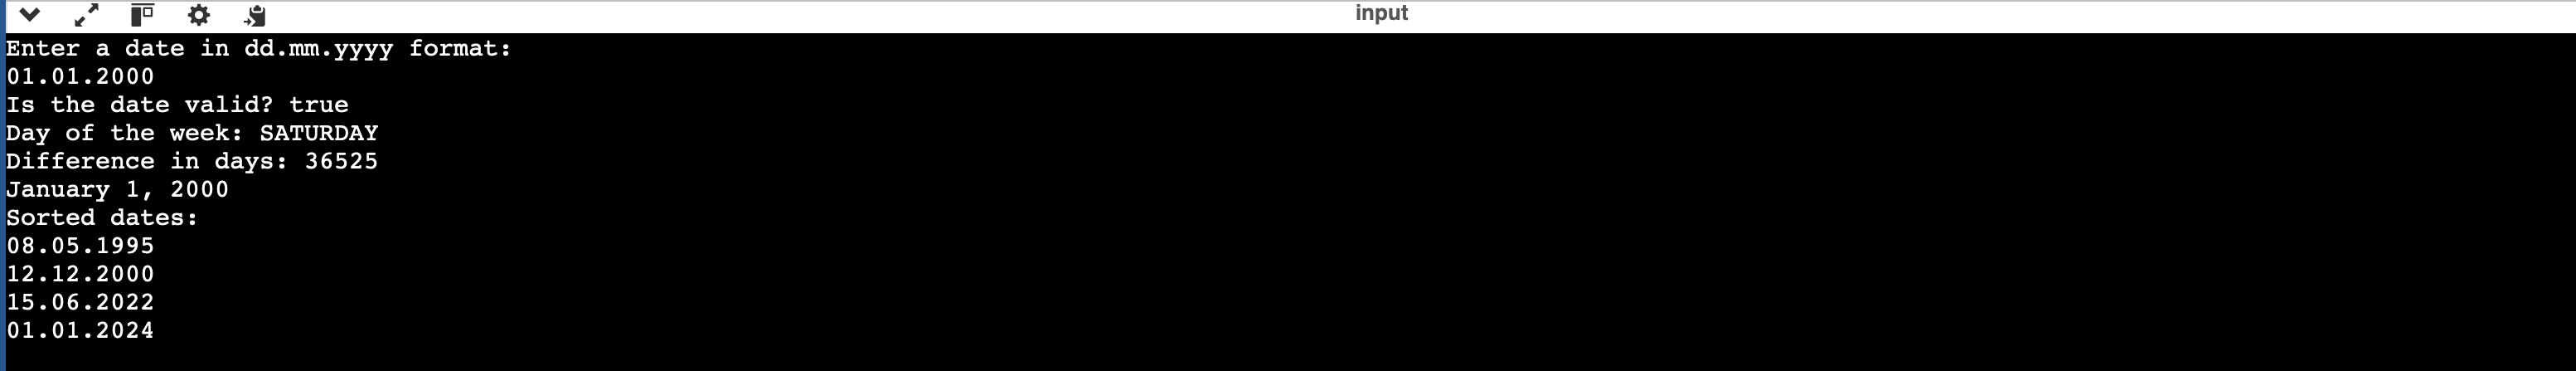 input
Enter a date in dd.mm.yyyy format:
01.01.2000
Is the date valid? true
Day of the week: SATURDAY
Difference in days: 36525
January 1, 2000
Sorted dates:
08.05.1995
12.12.2000
15.06.2022
01.01.2024